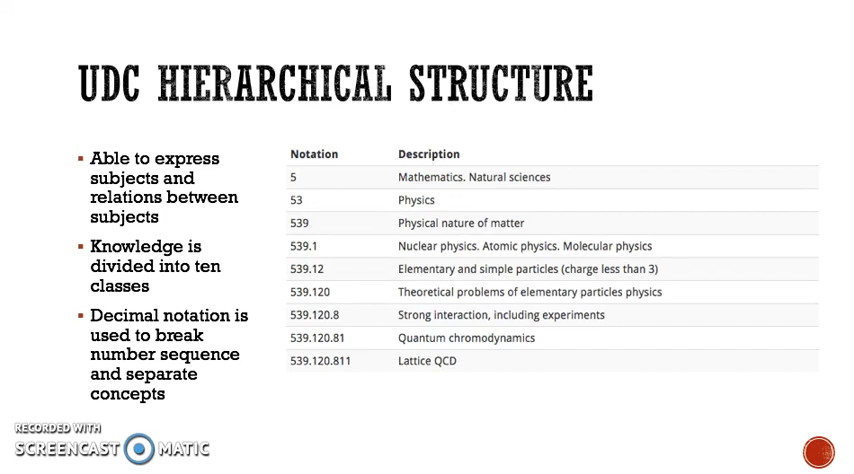 UDC HIERARCHICAL STRUCTURE
▪ Able to express
subjects and
relations between
subjects
▪ Knowledge is
divided into ten
classes
▪ Decimal notation is
used to break
number sequence
and separate
concepts
Notation Description
5 Mathematics. Natural sciences
53 Physics
539 Physical nature of matter
539.1 Nuclear physics. Atomic physics. Molecular physics
539.12 Elementary and simple particles (charge less than 3)
539.120 Theoretical problems of elementary particles physics
539.120.8 Strong interaction, including experiments
539.120.81 Quantum chromodynamics
539.120.811 Lattice QCD
RECORDED WITH
SCREENCAST MATIC